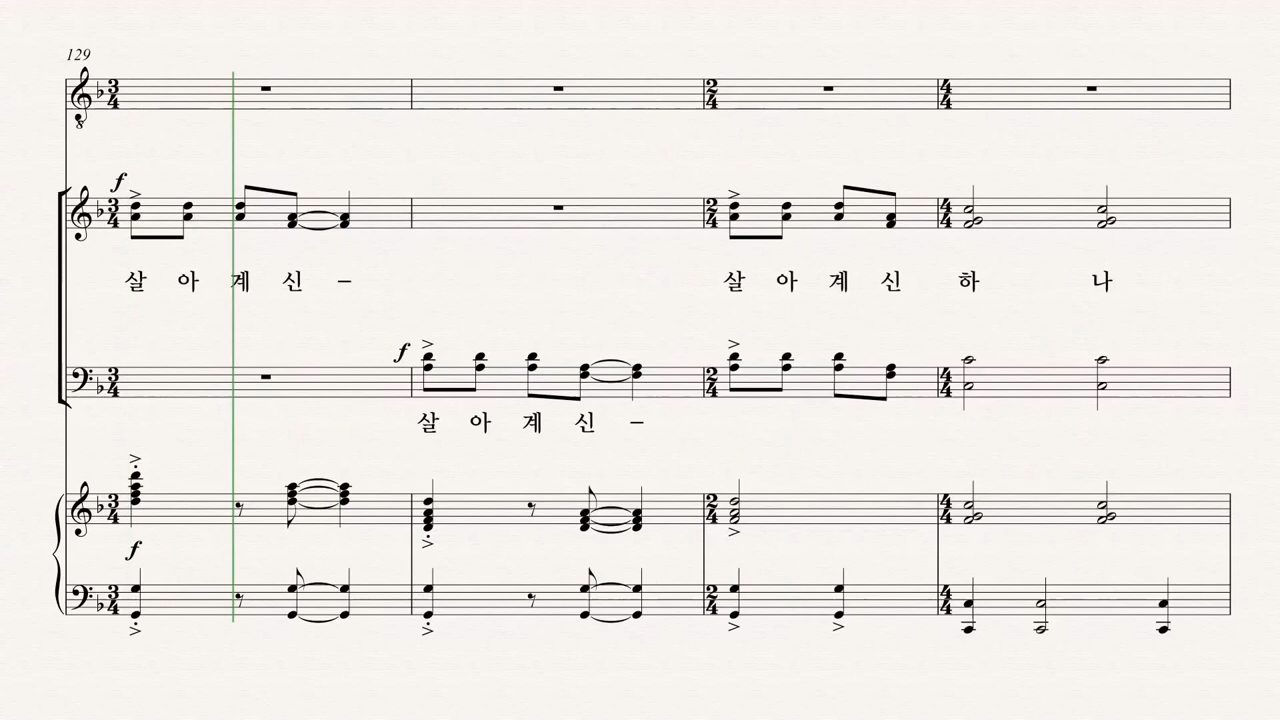 129
살 아 계 신 – 살 아 계 신 하 나
살 아 계 신 –